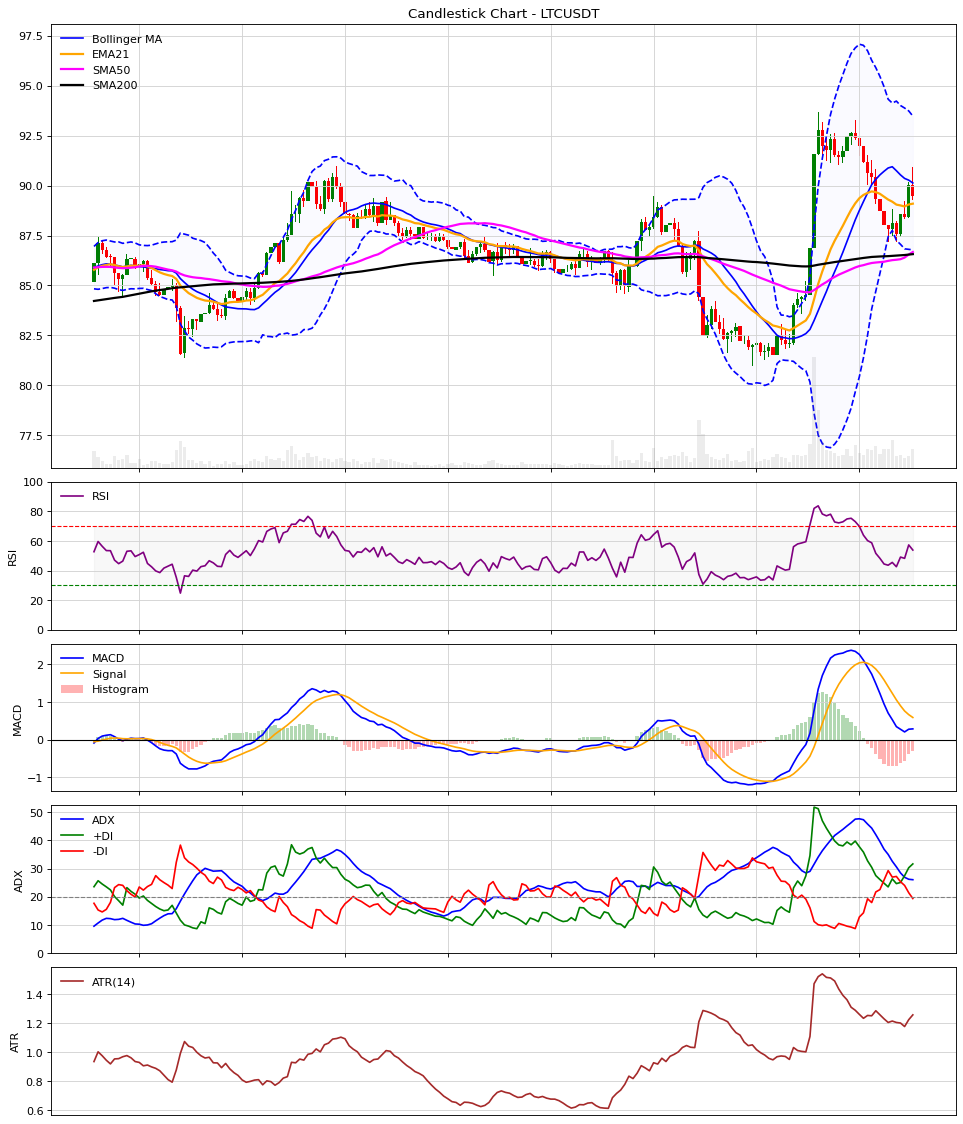 Candlestick Chart - LTCUSDT
97.5
95.0
92.5
90.0
87.5
85.0
82.5
80.0
77.5
Bollinger MA
EMA21
SMA50
SMA200
100
80
60
40
20
0
RSI
RSI
2
1
0
−1
MACD
MACD
Signal
Histogram
50
40
30
20
10
0
ADX
ADX
+DI
-DI
1.4
1.2
1.0
0.8
0.6
ATR
ATR(14)